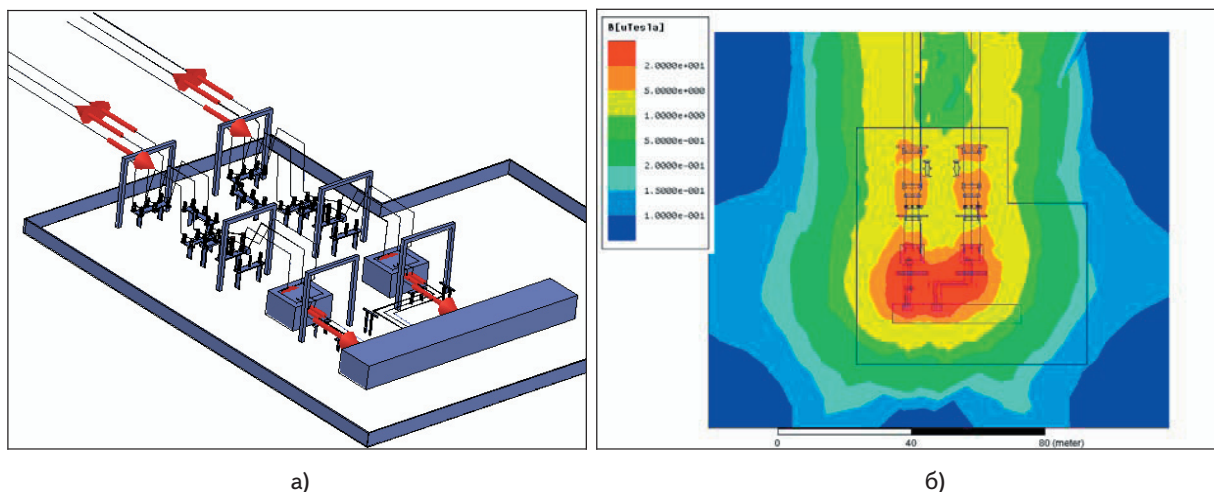 B[uTesla]
2.0000e+001
5.0000e+000
1.0000e+000
5.0000e-001
2.0000e-001
1.5000e-001
1.0000e-001
0 40 80 (meter)
а) б)